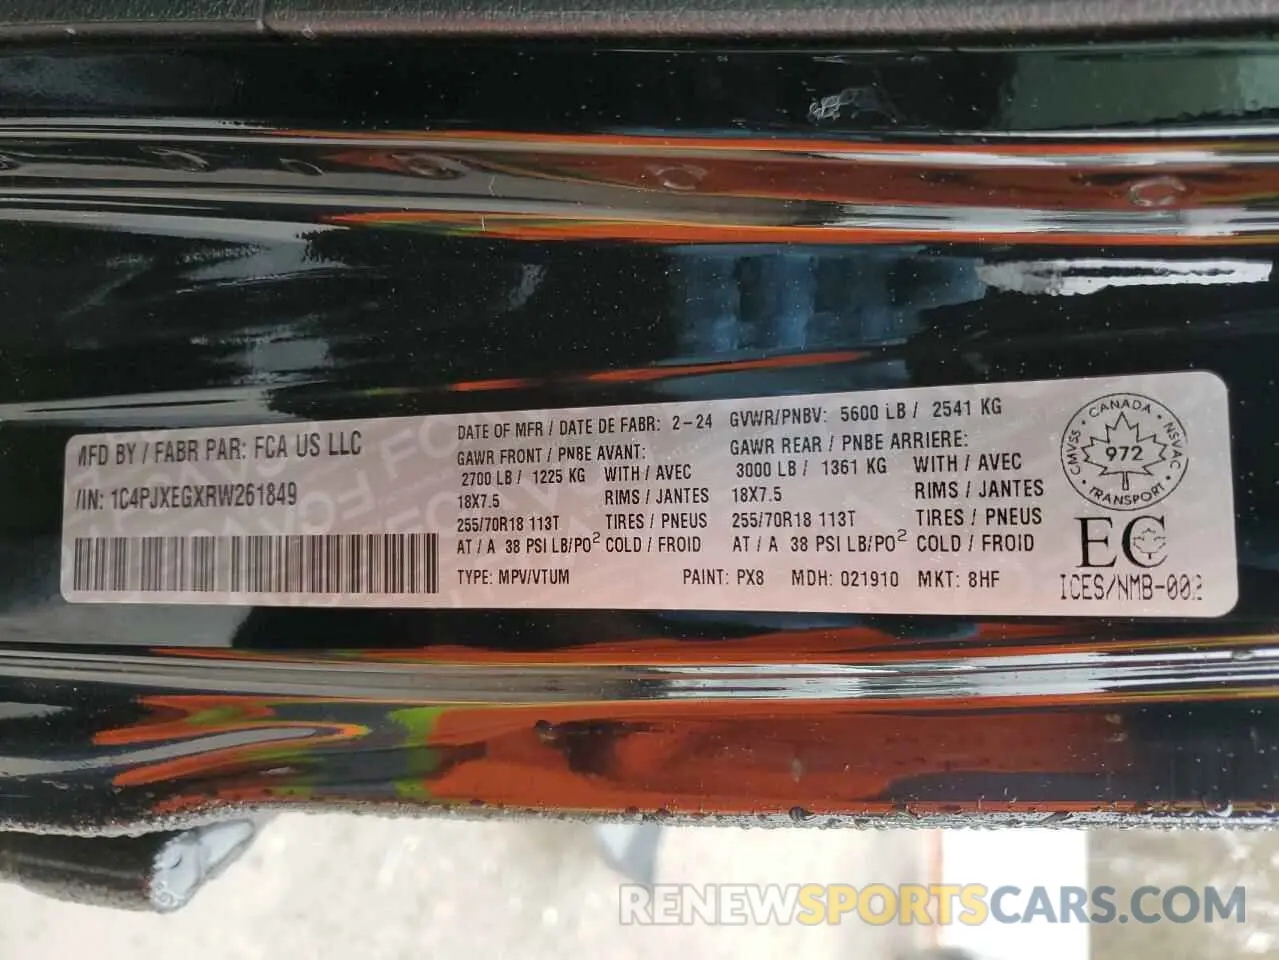 MFD BY / FABR PAR: FCA US LLC
/IN: 1C4PJXEGXRW261849
DATE OF MFR / DATE DE FABR: 2-24 GVWR/PNBV: 5600 LB / 2541 KG
GAWR FRONT / PNBE AVANT: GAWR REAR / PNBE ARRIERE:
2700 LB / 1225 KG WITH / AVEC 3000 LB / 1361 KG WITH / AVEC
18X7.5 RIMS / JANTES 18X7.5 RIMS / JANTES
255/70R18 113T TIRES / PNEUS 255/70R18 113T TIRES / PNEUS
AT / A 38 PSI LB/PO² COLD / FROID AT / A 38 PSI LB/PO² COLD / FROID
TYPE: MPV/VTUM PAINT: PX8 MDH: 021910 MKT: 8HF
CANADA
CMVSS 972 NSVAC
TRANSPORT
EC
RENEWSPORTSCARS.COM